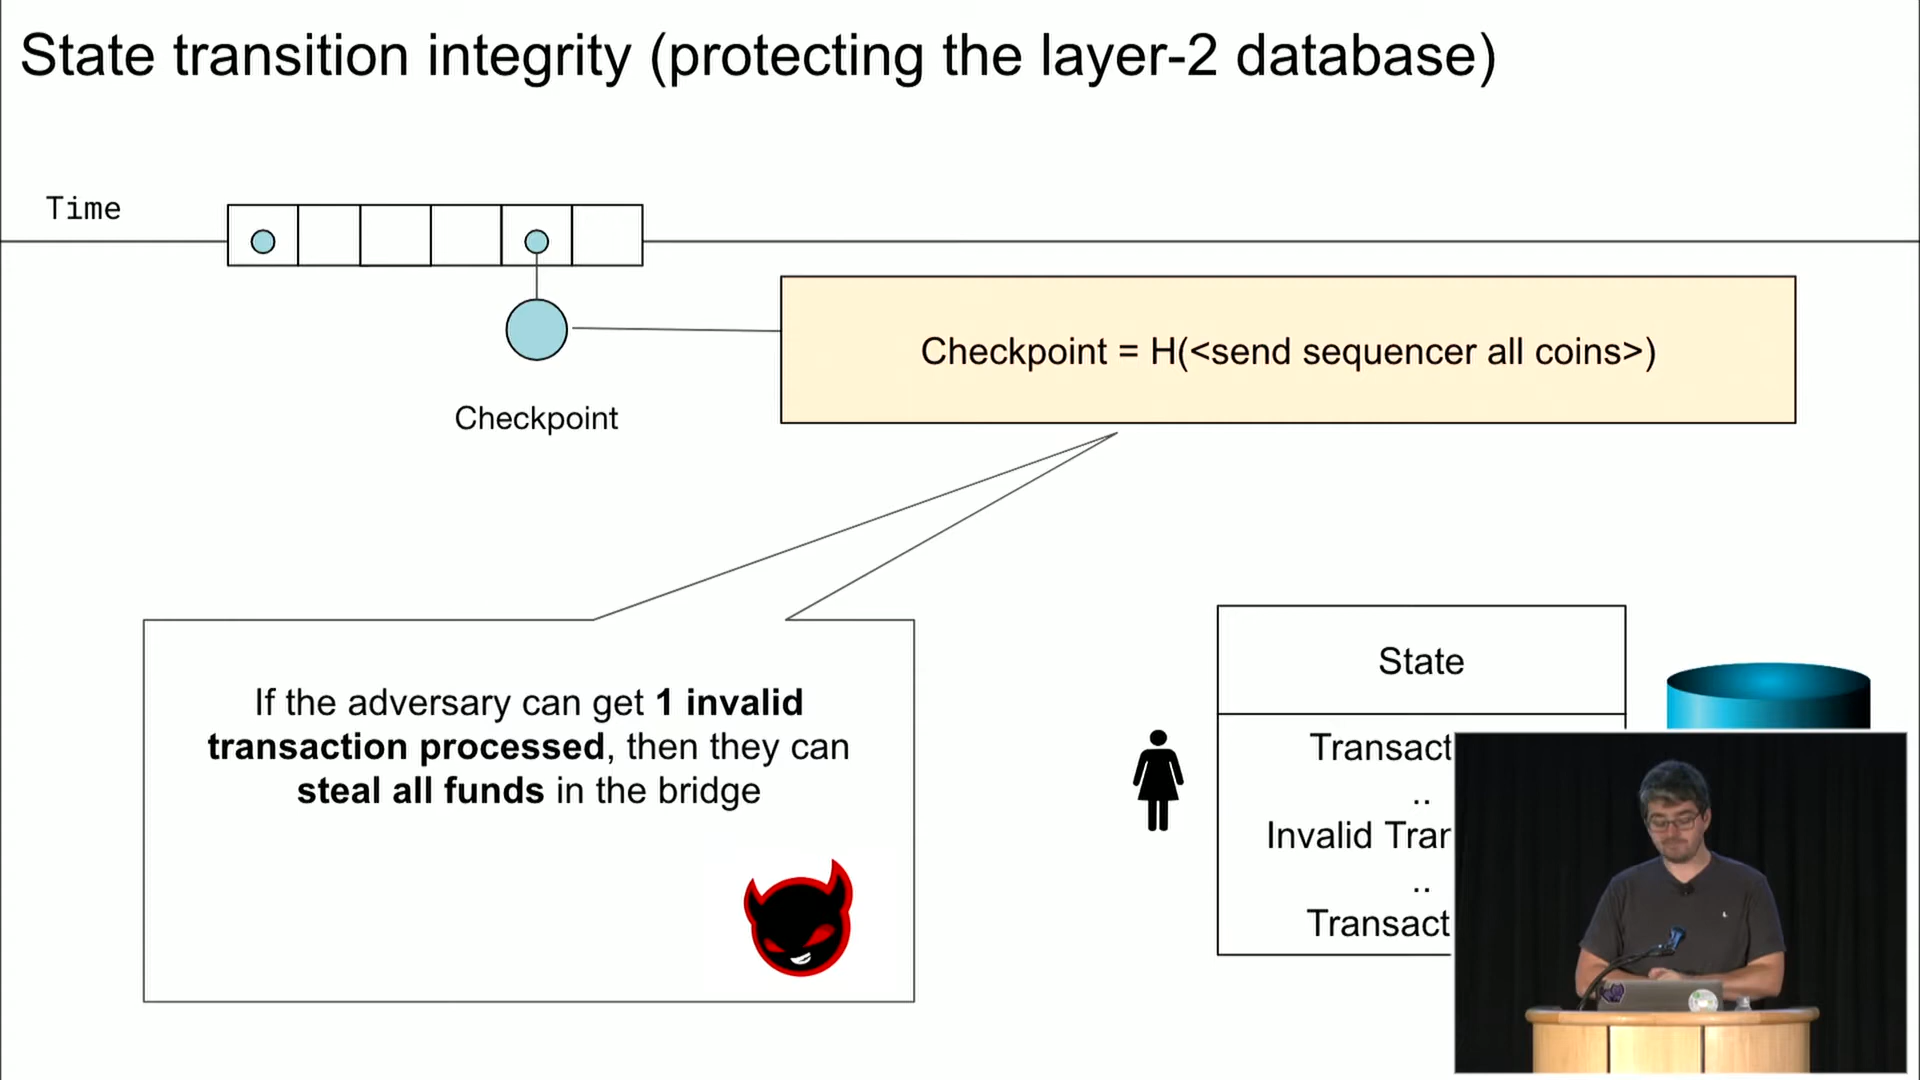 State transition integrity (protecting the layer-2 database)
Time
Checkpoint = H(<send sequencer all coins>)
Checkpoint
If the adversary can get 1 invalid
transaction processed, then they can
steal all funds in the bridge
State
Transact
..
Invalid Tran
..
Transact